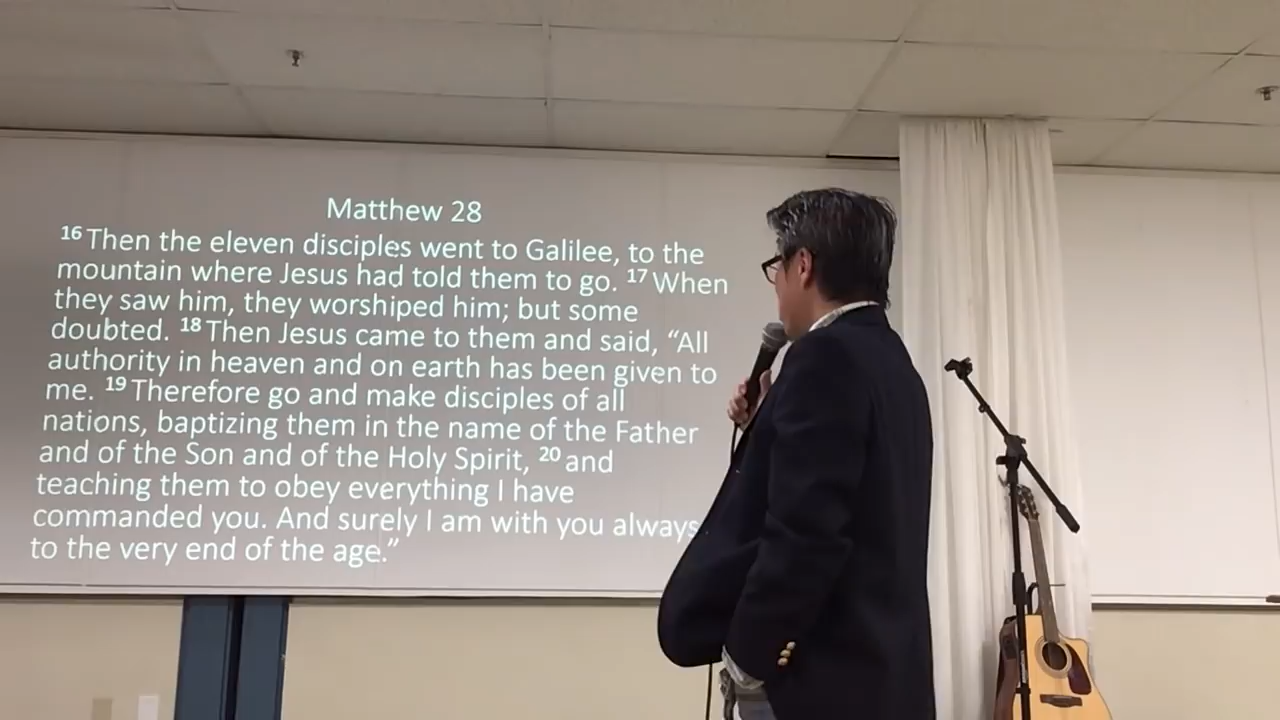 Matthew 28
16 Then the eleven disciples went to Galilee, to the
mountain where Jesus had told them to go. 17 When
they saw him, they worshiped him; but some
doubted. 18 Then Jesus came to them and said, “All
authority in heaven and on earth has been given to
me. 19 Therefore go and make disciples of all
nations, baptizing them in the name of the Father
and of the Son and of the Holy Spirit, 20 and
teaching them to obey everything I have
commanded you. And surely I am with you always,
to the very end of the age.”